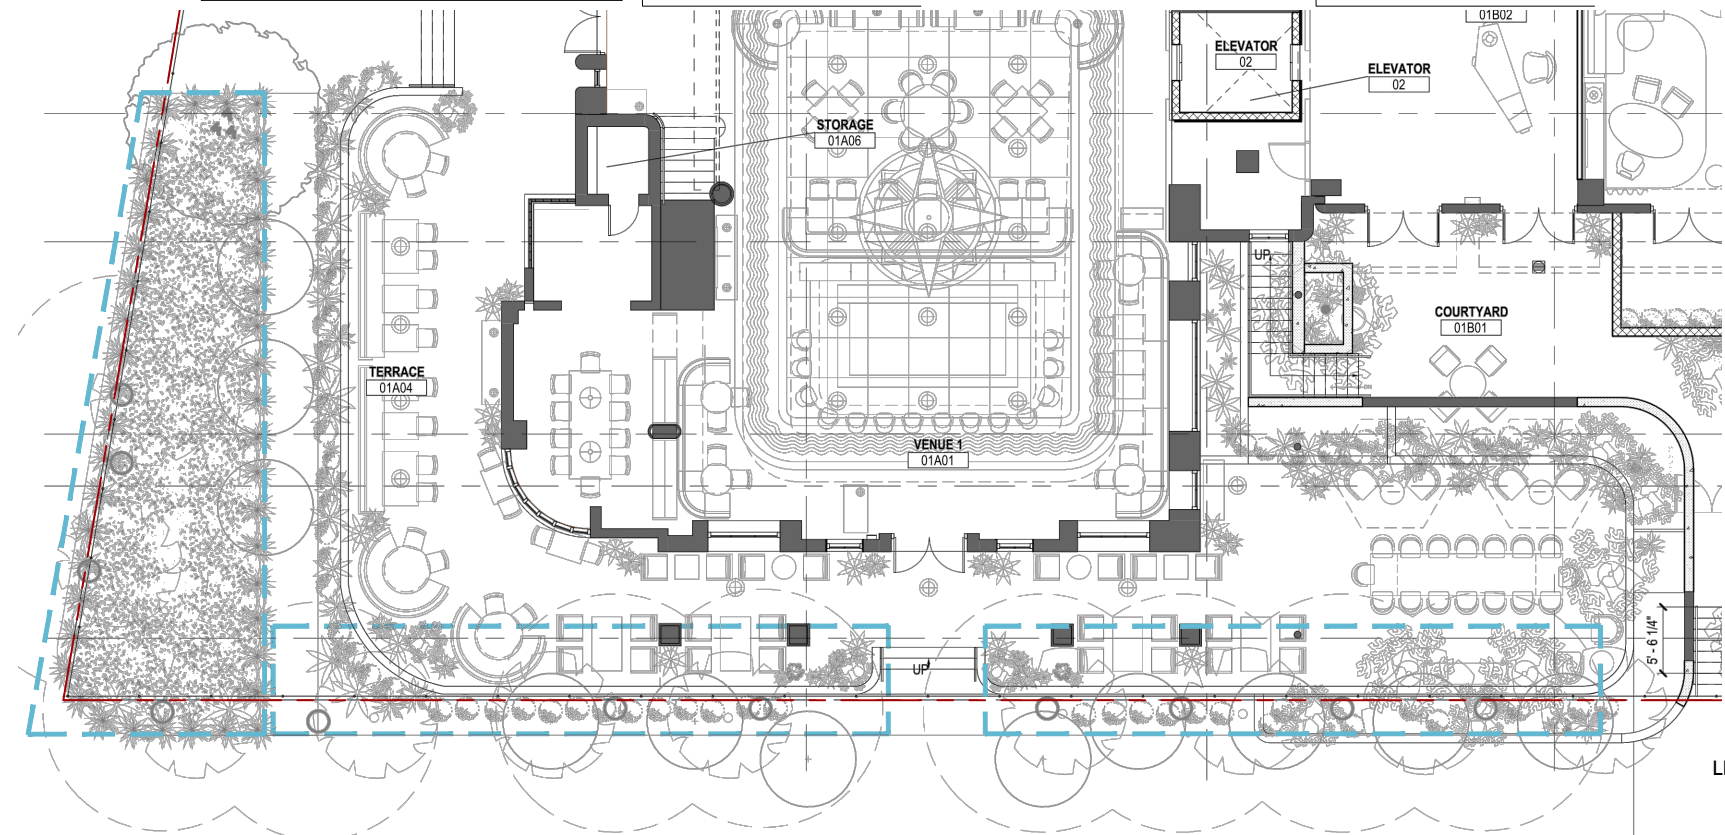 01B02
ELEVATOR
02
ELEVATOR
02
STORAGE
01A06
UP
COURTYARD
01B01
TERRACE
01A04
VENUE 1
01A01
5' - 6 1/4"
UP